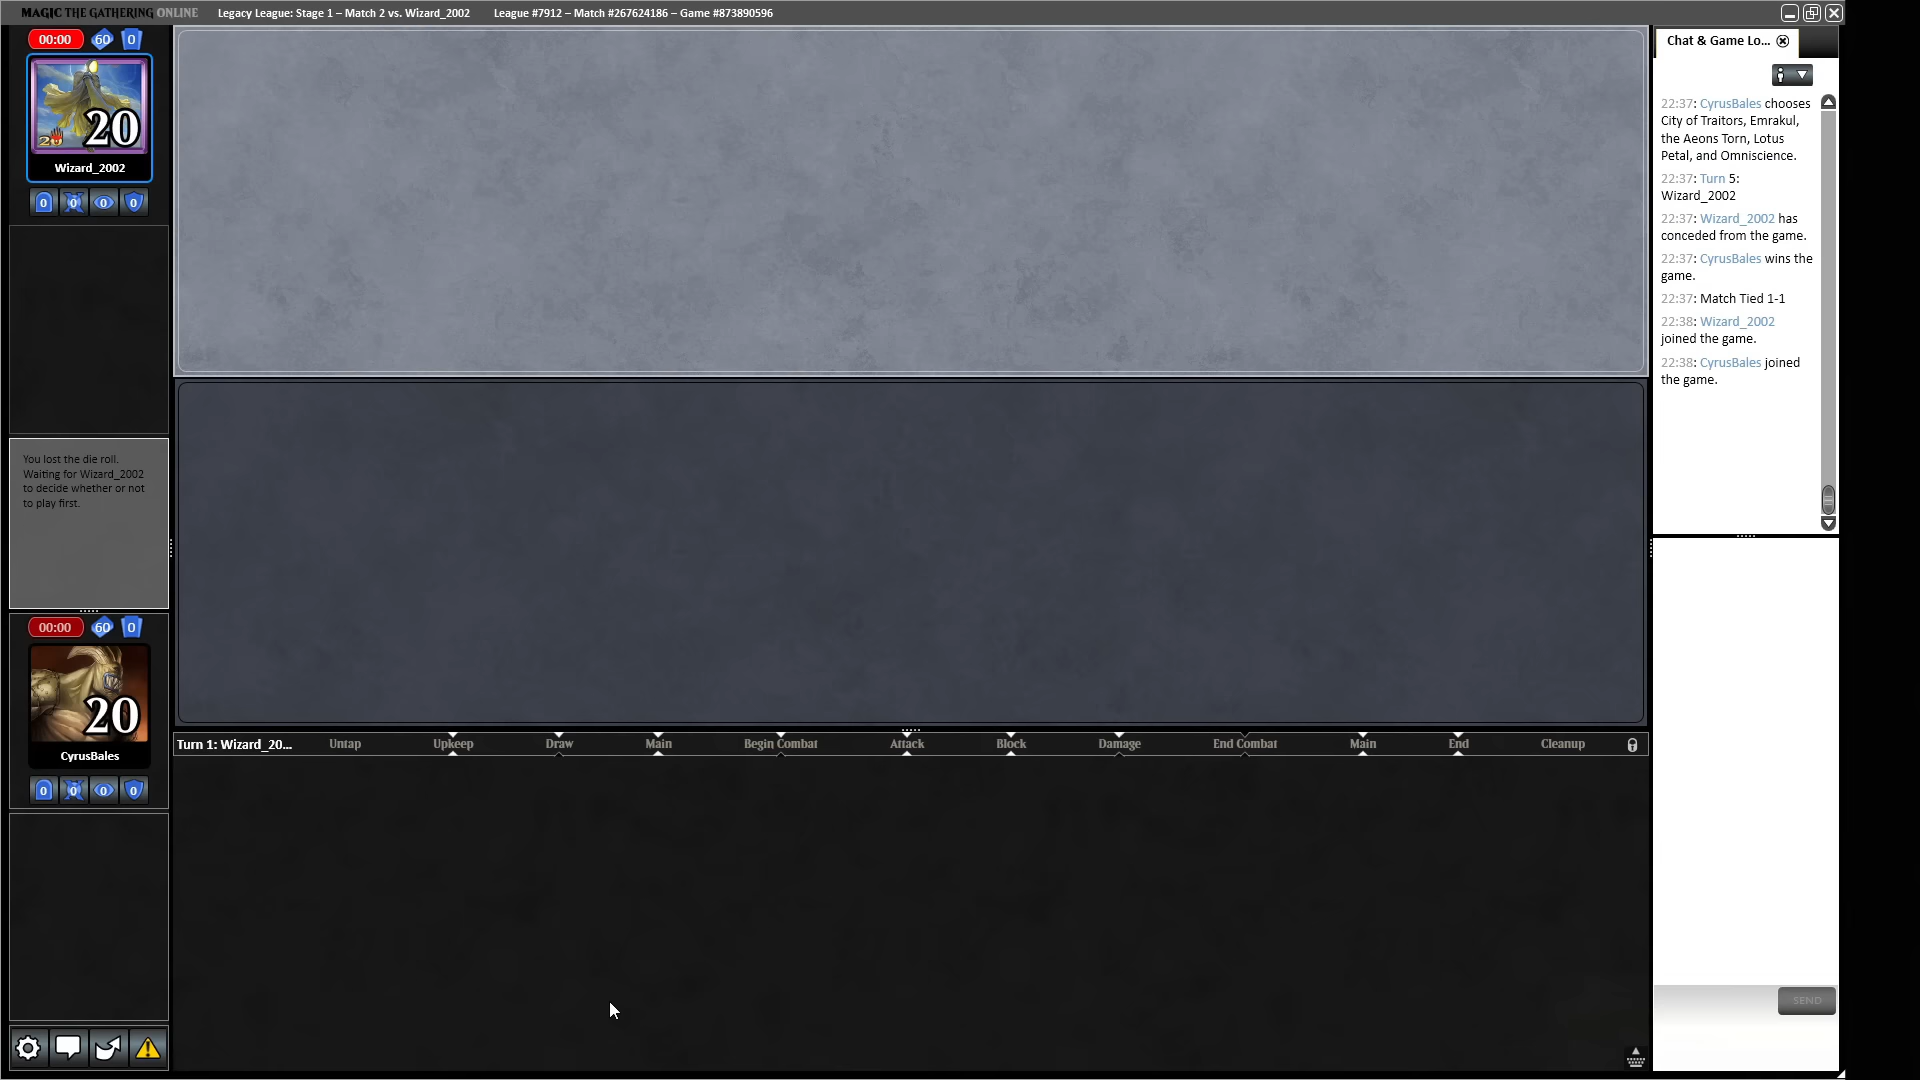 MAGIC THE GATHERING ONLINE
Legacy League: Stage 1 – Match 2 vs. Wizard_2002
League #7912 – Match #267624186 – Game #873890596
00:00
60
0
20
20
Wizard_2002
0
0
0
0
You lost the die roll.
Waiting for Wizard_2002
to decide whether or not
to play first.
00:00
60
0
20
CyrusBales
0
0
0
0
Turn 1: Wizard_20...
Untap
Upkeep
Draw
Main
Begin Combat
Attack
Block
Damage
End Combat
Main
End
Cleanup
Chat & Game Lo...
22:37: CyrusBales chooses
City of Traitors, Emrakul,
the Aeons Torn, Lotus
Petal, and Omniscience.
22:37: Turn 5:
Wizard_2002
22:37: Wizard_2002 has
conceded from the game.
22:37: CyrusBales wins the
game.
22:37: Match Tied 1-1
22:38: Wizard_2002
joined the game.
22:38: CyrusBales joined
the game.
SEND